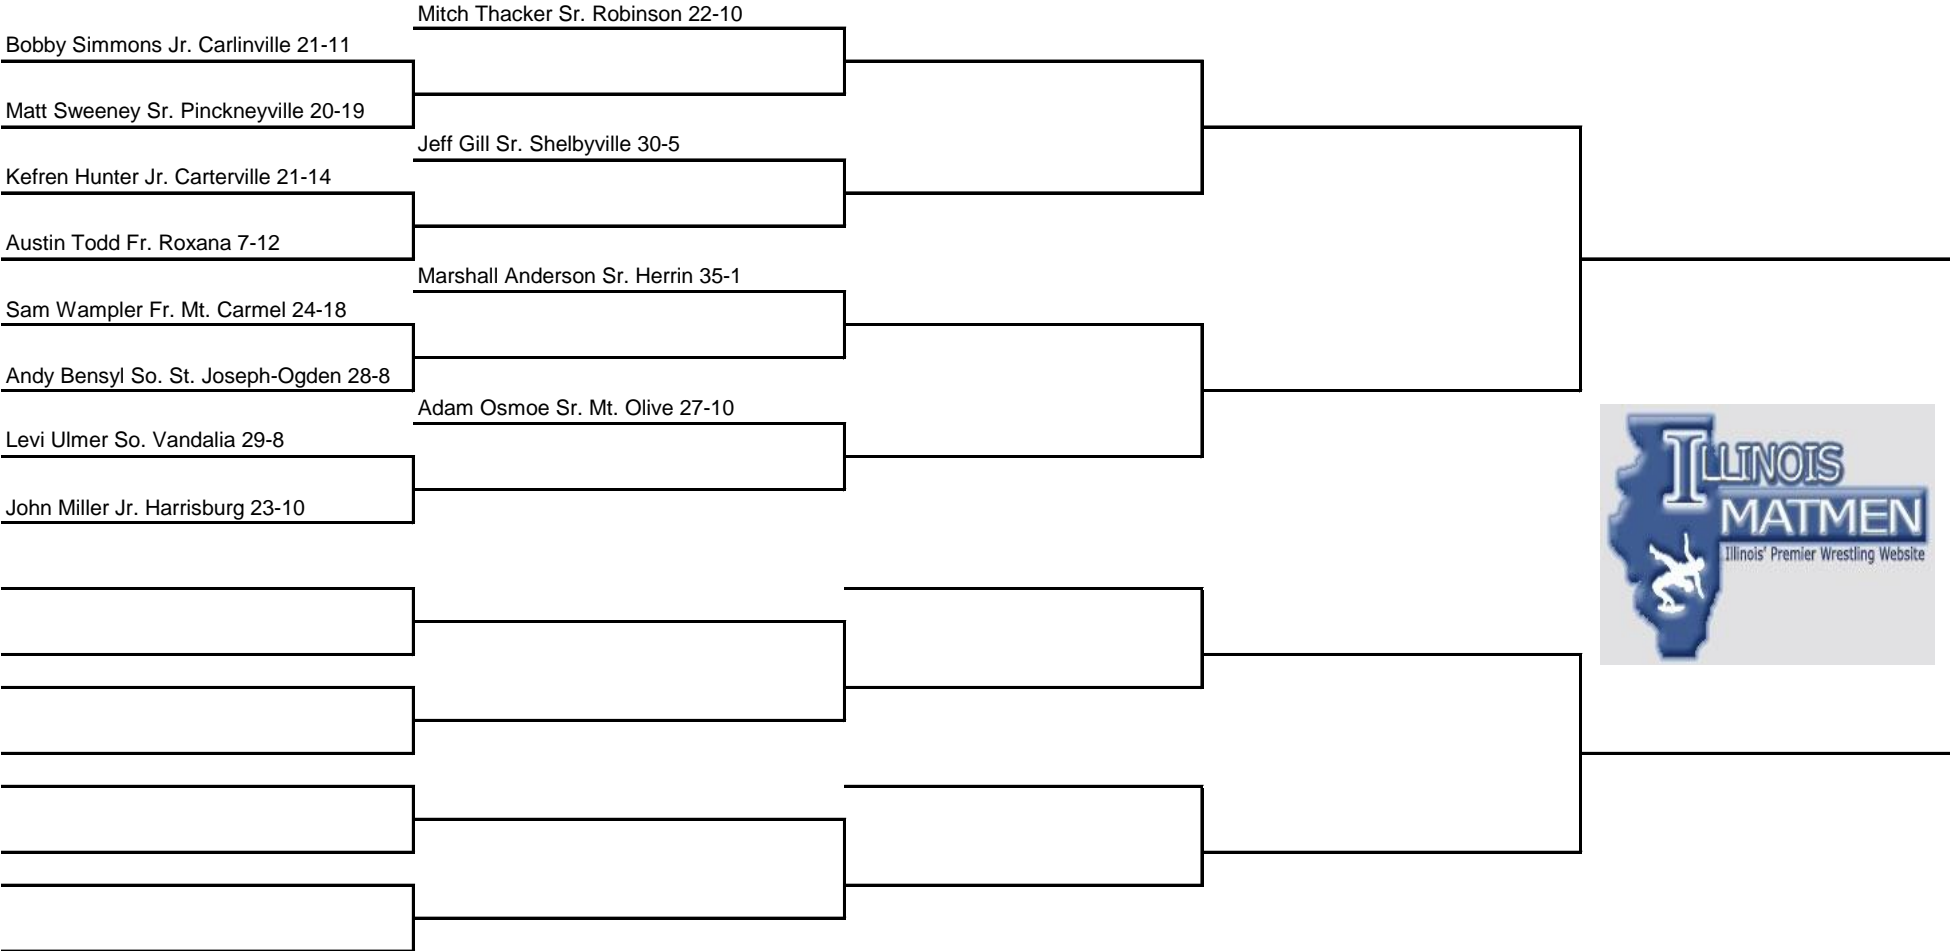 Mitch Thacker Sr. Robinson 22-10
Bobby Simmons Jr. Carlinville 21-11
Matt Sweeney Sr. Pinckneyville 20-19
Jeff Gill Sr. Shelbyville 30-5
Kefren Hunter Jr. Carterville 21-14
Austin Todd Fr. Roxana 7-12
Marshall Anderson Sr. Herrin 35-1
Sam Wampler Fr. Mt. Carmel 24-18
Andy Bensyl So. St. Joseph-Ogden 28-8
Adam Osmoe Sr. Mt. Olive 27-10
Levi Ulmer So. Vandalia 29-8
John Miller Jr. Harrisburg 23-10
ILLINOIS
MATMEN
Illinois' Premier Wrestling Website